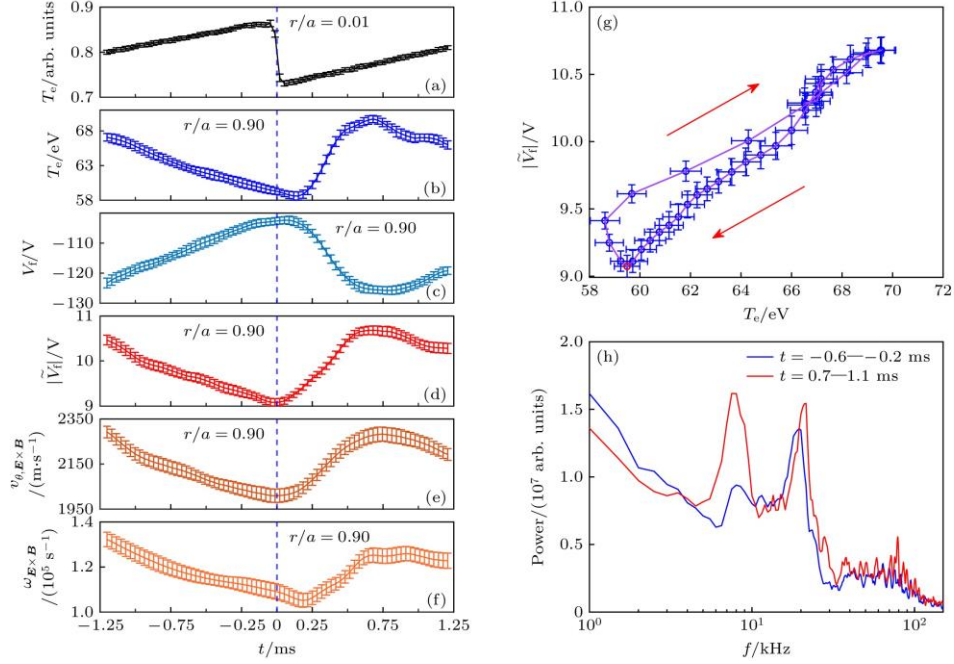 0.9
0.8
0.7
T_e/arb. units
r/a = 0.01
(a)
68
63
58
T_e/eV
r/a = 0.90
(b)
−110
−120
−130
V_f/V
r/a = 0.90
(c)
11
10
9
|Ṽ_f|/V
r/a = 0.90
(d)
2350
2150
1950
v_{θ,E×B}
/(m·s⁻¹)
r/a = 0.90
(e)
1.4
1.2
1.0
ω_{E×B}
/(10⁵ s⁻¹)
r/a = 0.90
(f)
−1.25 −0.75 −0.25 0 0.25 0.75 1.25
t/ms
(g)
11.0
10.5
10.0
9.5
9.0
|Ṽ_f|/V
58 60 62 64 66 68 70 72
T_e/eV
(h)
2.0
1.5
1.0
0.5
0
Power/(10⁷ arb. units)
t = −0.6—−0.2 ms
t = 0.7—1.1 ms
10⁰ 10¹ 10²
f/kHz